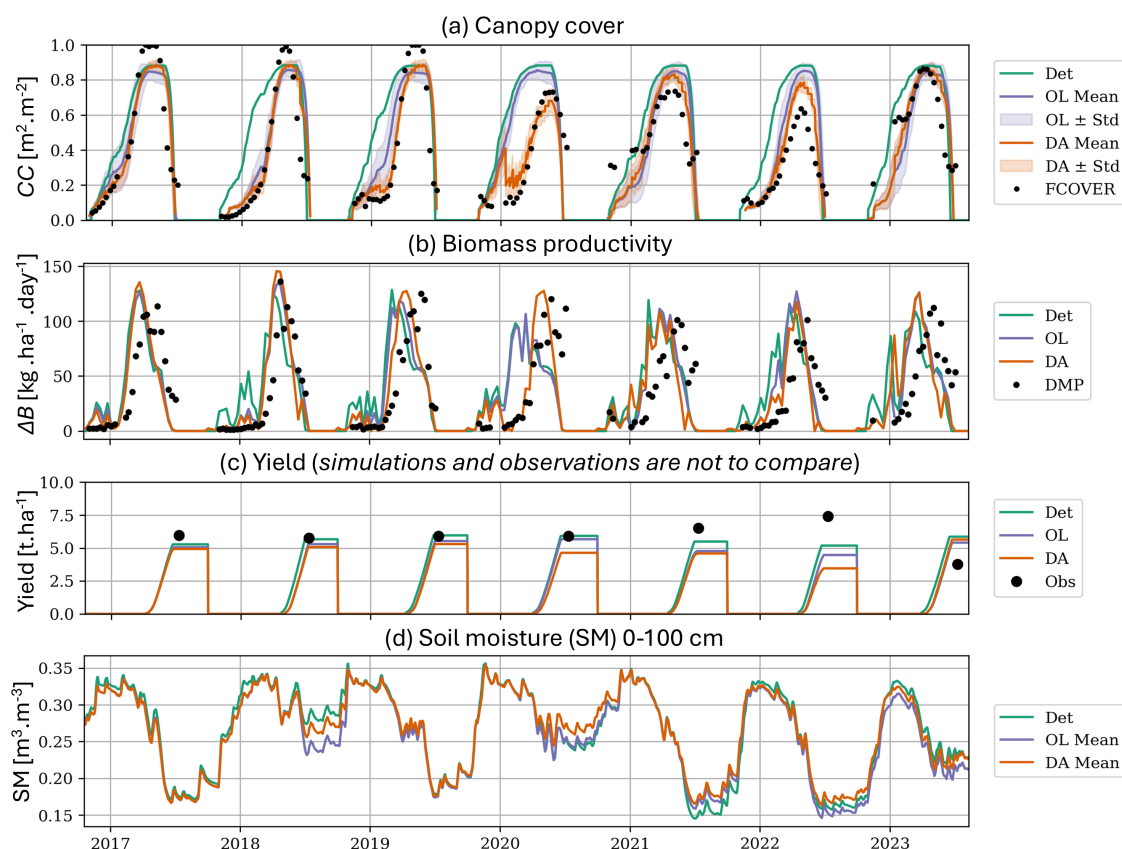 (a) Canopy cover
CC [m².m⁻²]
1.0
0.8
0.6
0.4
0.2
0.0
Det
OL Mean
OL ± Std
DA Mean
DA ± Std
FCOVER
(b) Biomass productivity
ΔB [kg .ha⁻¹ .day⁻¹]
150
100
50
0
Det
OL
DA
DMP
(c) Yield (simulations and observations are not to compare)
Yield [t.ha⁻¹]
10.0
7.5
5.0
2.5
0.0
Det
OL
DA
Obs
(d) Soil moisture (SM) 0-100 cm
SM [m³.m⁻³]
0.35
0.30
0.25
0.20
0.15
Det
OL Mean
DA Mean
2017 2018 2019 2020 2021 2022 2023